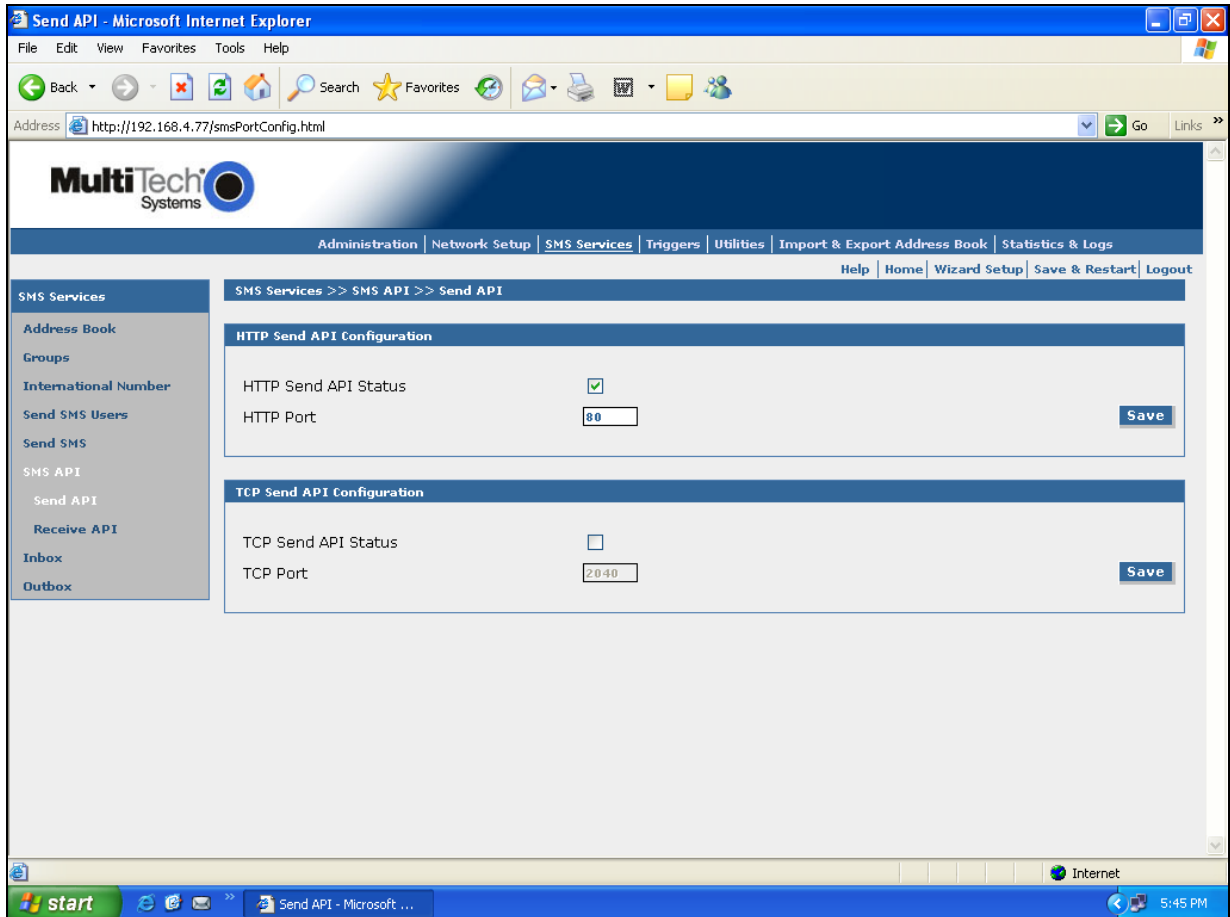 Send API - Microsoft Internet Explorer
File Edit View Favorites Tools Help
Back Search Favorites
Address http://192.168.4.77/smsPortConfig.html Go Links »
MultiTech
Systems
Administration | Network Setup | SMS Services | Triggers | Utilities | Import & Export Address Book | Statistics & Logs
Help | Home | Wizard Setup | Save & Restart | Logout
SMS Services
Address Book
Groups
International Number
Send SMS Users
Send SMS
SMS API
Send API
Receive API
Inbox
Outbox
SMS Services >> SMS API >> Send API
HTTP Send API Configuration
HTTP Send API Status
HTTP Port 80 Save
TCP Send API Configuration
TCP Send API Status
TCP Port 2040 Save
Internet
start » Send API - Microsoft ... 5:45 PM